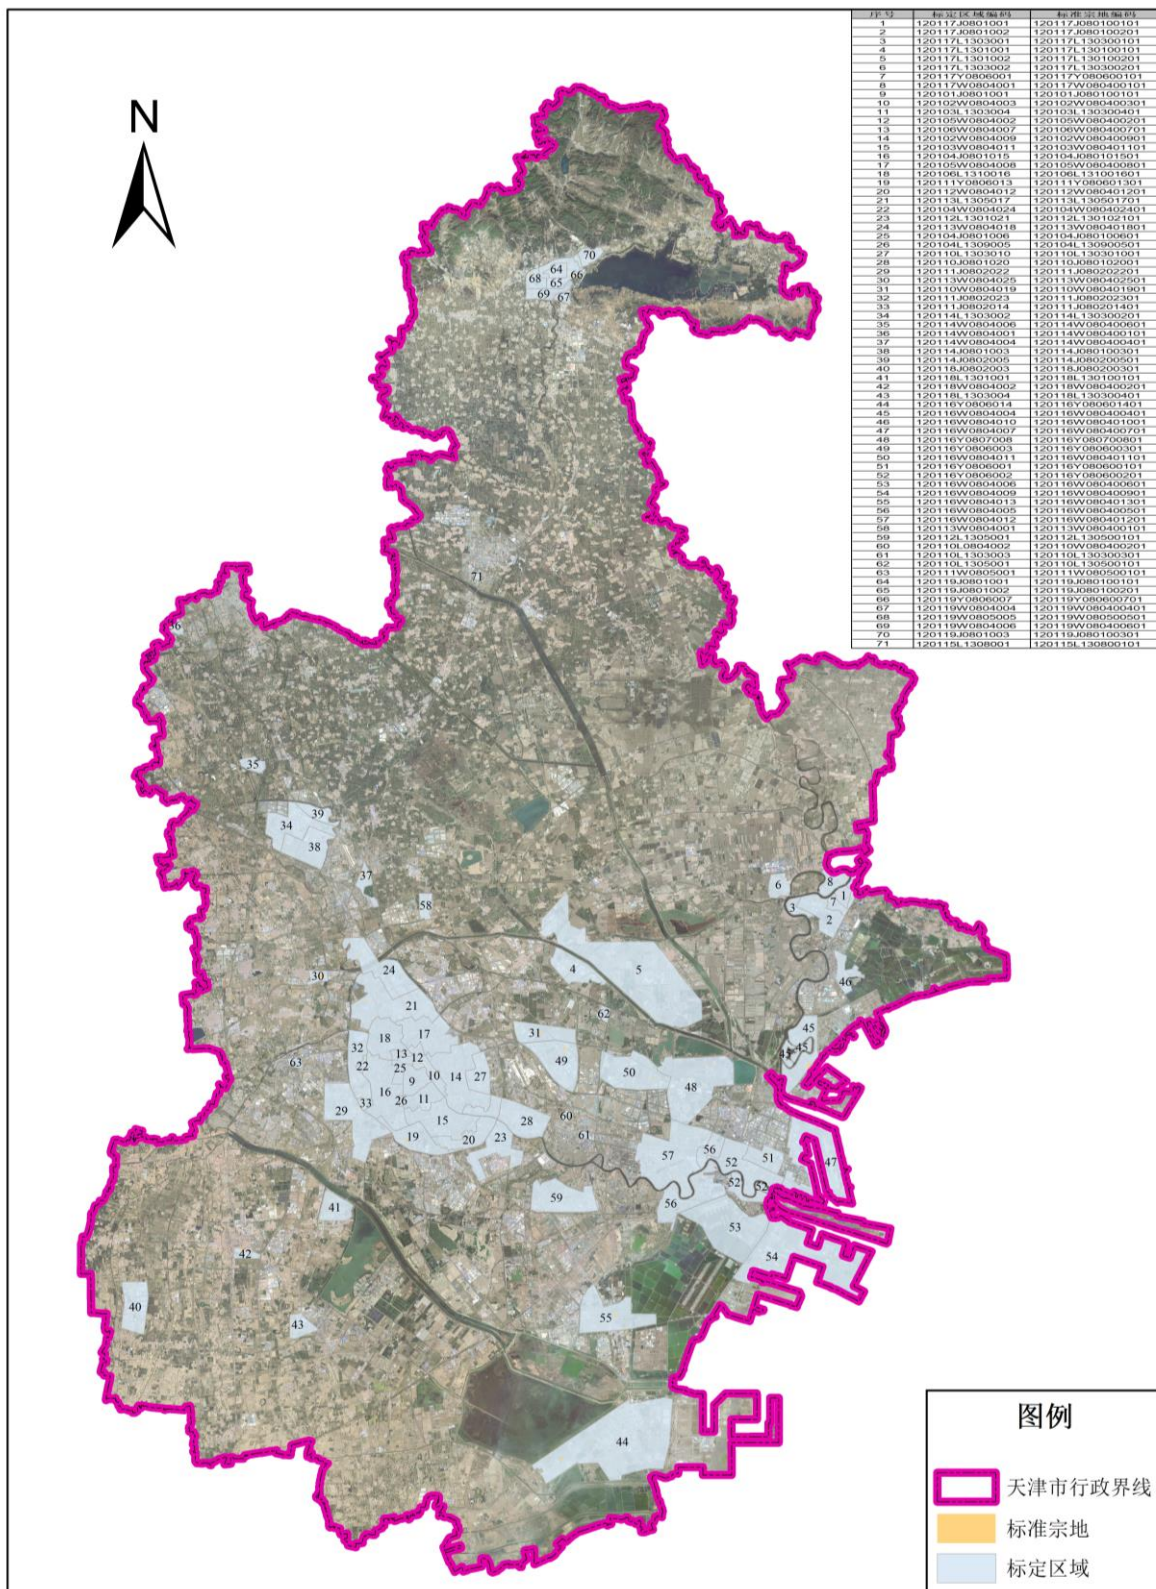 序号 标定区域编码 标准宗地编码
1 120117J0801001 120117J080100101
2 120117J0801002 120117J080100201
3 120117L1303001 120117L130300101
4 120117L1301001 120117L130100101
5 120117L1301002 120117L130100201
6 120117L1303002 120117L130300201
7 120117Y0806001 120117Y080600101
8 120117W0804001 120117W080400101
9 120101J0801001 120101J080100101
10 120102W0804003 120102W080400301
11 120103L1303004 120103L130300401
12 120105W0804002 120105W080400201
13 120106W0804007 120106W080400701
14 120102W0804009 120102W080400901
15 120103W0804011 120103W080401101
16 120104J0801015 120104J080101501
17 120105W0804008 120105W080400801
18 120106L1310016 120106L131001601
19 120111Y0806013 120111Y080601301
20 120112W0804012 120112W080401201
21 120113L1305017 120113L130501701
22 120104W0804024 120104W080402401
23 120112L1301021 120112L130102101
24 120113W0804018 120113W080401801
25 120104J0801006 120104J080100601
26 120104L1309005 120104L130900501
27 120110L1303010 120110L130301001
28 120110J0801020 120110J080102001
29 120111J0802022 120111J080202201
30 120113W0804025 120113W080402501
31 120110W0804019 120110W080401901
32 120111J0802023 120111J080202301
33 120111J0802014 120111J080201401
34 120114L1303002 120114L130300201
35 120114W0804006 120114W080400601
36 120114W0804001 120114W080400101
37 120114W0804004 120114W080400401
38 120114J0801003 120114J080100301
39 120114J0802005 120114J080200501
40 120118J0802003 120118J080200301
41 120118L1301001 120118L130100101
42 120118W0804002 120118W080400201
43 120118L1303004 120118L130300401
44 120116Y0806014 120116Y080601401
45 120116W0804004 120116W080400401
46 120116W0804010 120116W080401001
47 120116W0804007 120116W080400701
48 120116Y0807008 120116Y080700801
49 120116Y0806003 120116Y080600301
50 120116W0804011 120116W080401101
51 120116Y0806001 120116Y080600101
52 120116Y0806002 120116Y080600201
53 120116W0804006 120116W080400601
54 120116W0804009 120116W080400901
55 120116W0804013 120116W080401301
56 120116W0804005 120116W080400501
57 120116W0804012 120116W080401201
58 120113W0804001 120113W080400101
59 120112L1305001 120112L130500101
60 120110L0804002 120110W080400201
61 120110L1303003 120110L130300301
62 120110L1305001 120110L130500101
63 120111W0805001 120111W080500101
64 120119J0801001 120119J080100101
65 120119J0801002 120119J080100201
66 120119Y0806007 120119Y080600701
67 120119W0804004 120119W080400401
68 120119W0805005 120119W080500501
69 120119W0804006 120119W080400601
70 120119J0801003 120119J080100301
71 120115L1308001 120115L130800101
N
70
64
68 66
65
69 67
71
36
35
39
34
38
37
58
6
8
1
3 7
2
24
30
4 5
46
21
62
45
17 31
18
32 13 12
63 49
22 25 50
10 14 27
9 48
16
33 26 11
29
60
15 28
61
19 20 23
57 56 52 51
47
52 52
41 59 56
53
42 54
40
43 55
44
图例
天津市行政界线
标准宗地
标定区域